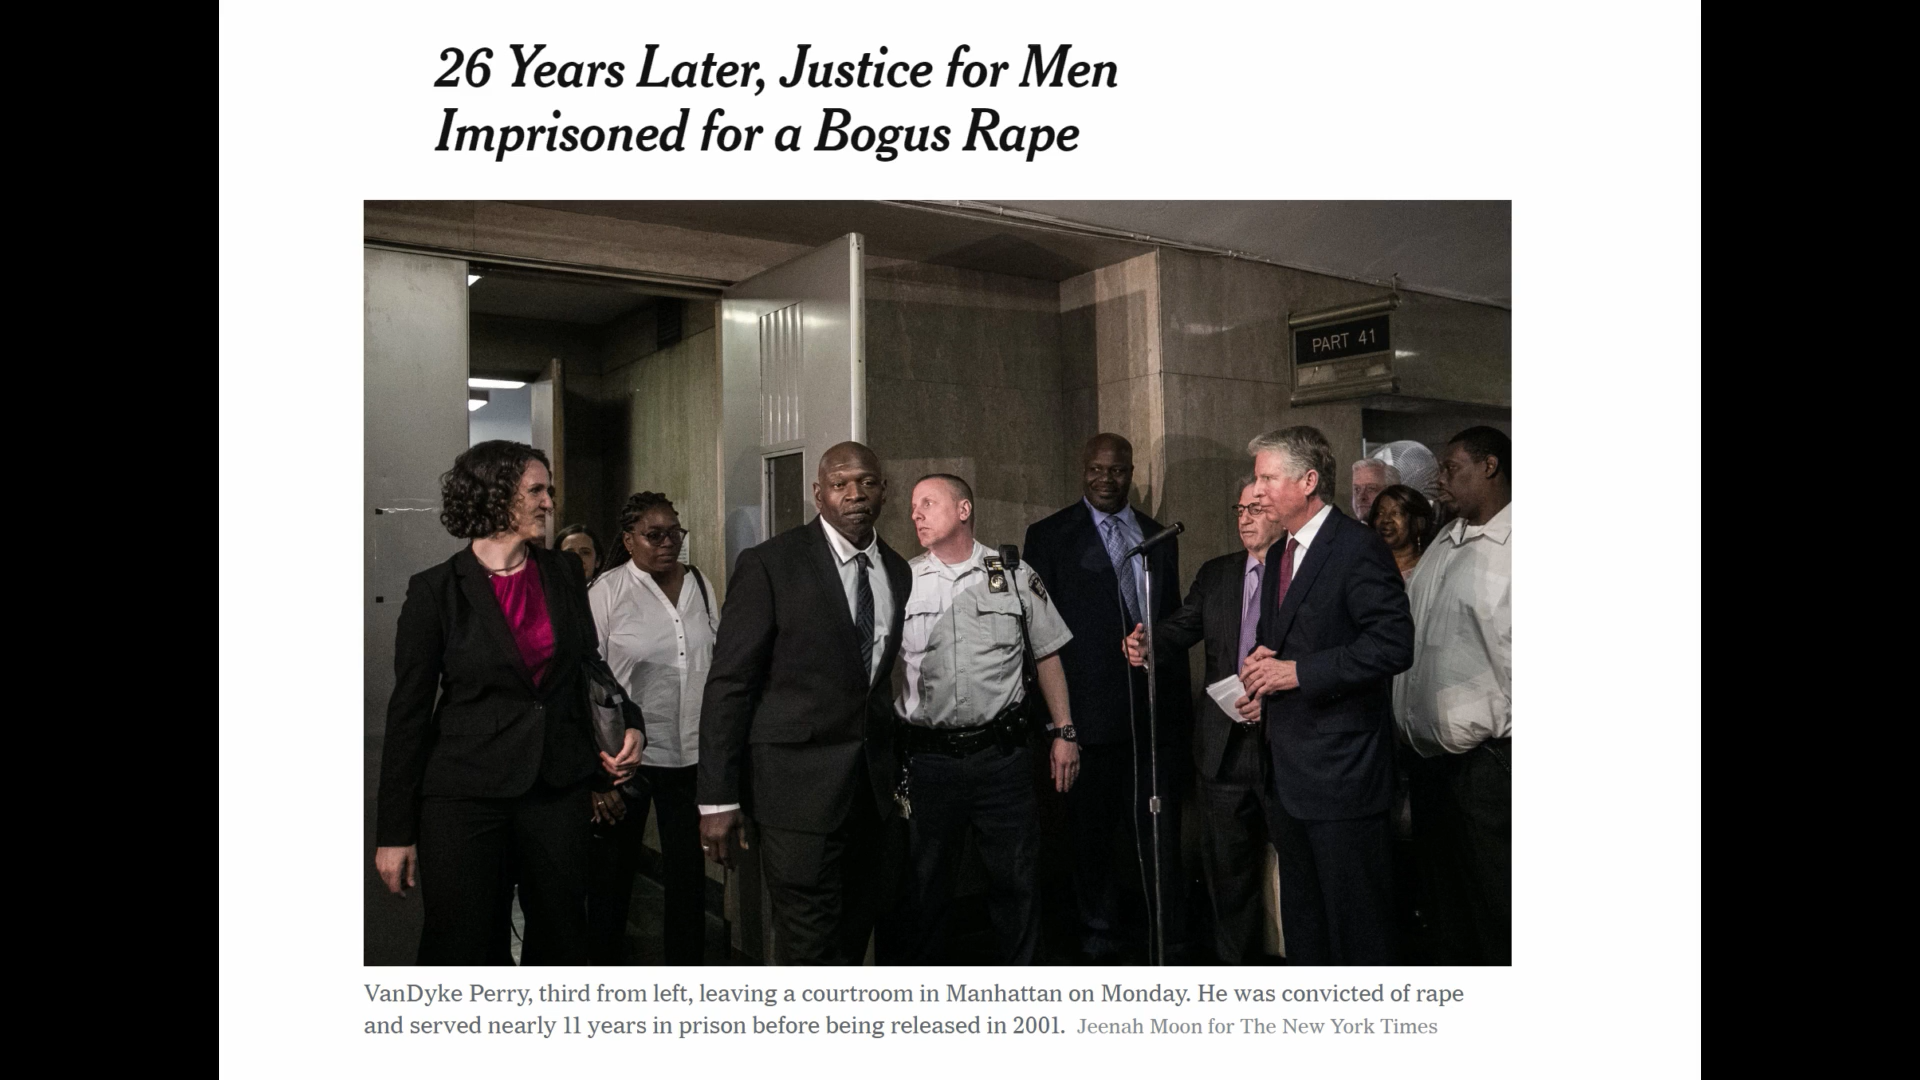 26 Years Later, Justice for Men
Imprisoned for a Bogus Rape
PART 41
VanDyke Perry, third from left, leaving a courtroom in Manhattan on Monday. He was convicted of rape
and served nearly 11 years in prison before being released in 2001. Jeenah Moon for The New York Times